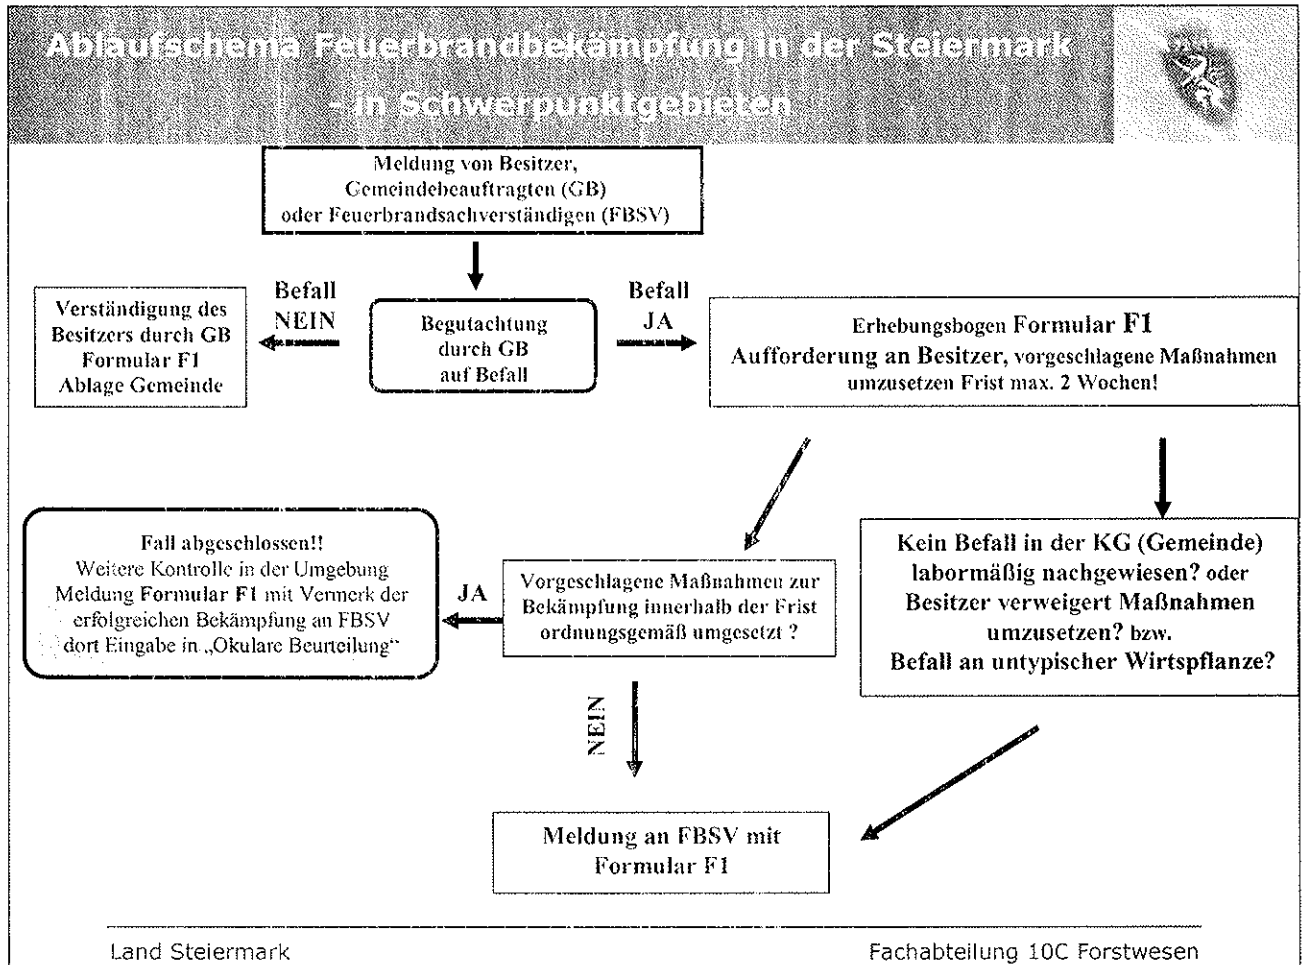 Ablaufschema Feuerbrandbekämpfung in der Steiermark
- in Schwerpunktgebieten
Meldung von Besitzer,
Gemeindebeauftragten (GB)
oder Feuerbrandsachverständigen (FBSV)
Befall
NEIN
Befall
JA
Verständigung des
Besitzers durch GB
Formular F1
Ablage Gemeinde
Begutachtung
durch GB
auf Befall
Erhebungsbogen Formular F1
Aufforderung an Besitzer, vorgeschlagene Maßnahmen
umzusetzen Frist max. 2 Wochen!
Fall abgeschlossen!!
Weitere Kontrolle in der Umgebung
Meldung Formular F1 mit Vermerk der
erfolgreichen Bekämpfung an FBSV
dort Eingabe in „Okulare Beurteilung“
JA
Vorgeschlagene Maßnahmen zur
Bekämpfung innerhalb der Frist
ordnungsgemäß umgesetzt ?
Kein Befall in der KG (Gemeinde)
labormäßig nachgewiesen? oder
Besitzer verweigert Maßnahmen
umzusetzen? bzw.
Befall an untypischer Wirtspflanze?
NEIN
Meldung an FBSV mit
Formular F1
Land Steiermark
Fachabteilung 10C Forstwesen